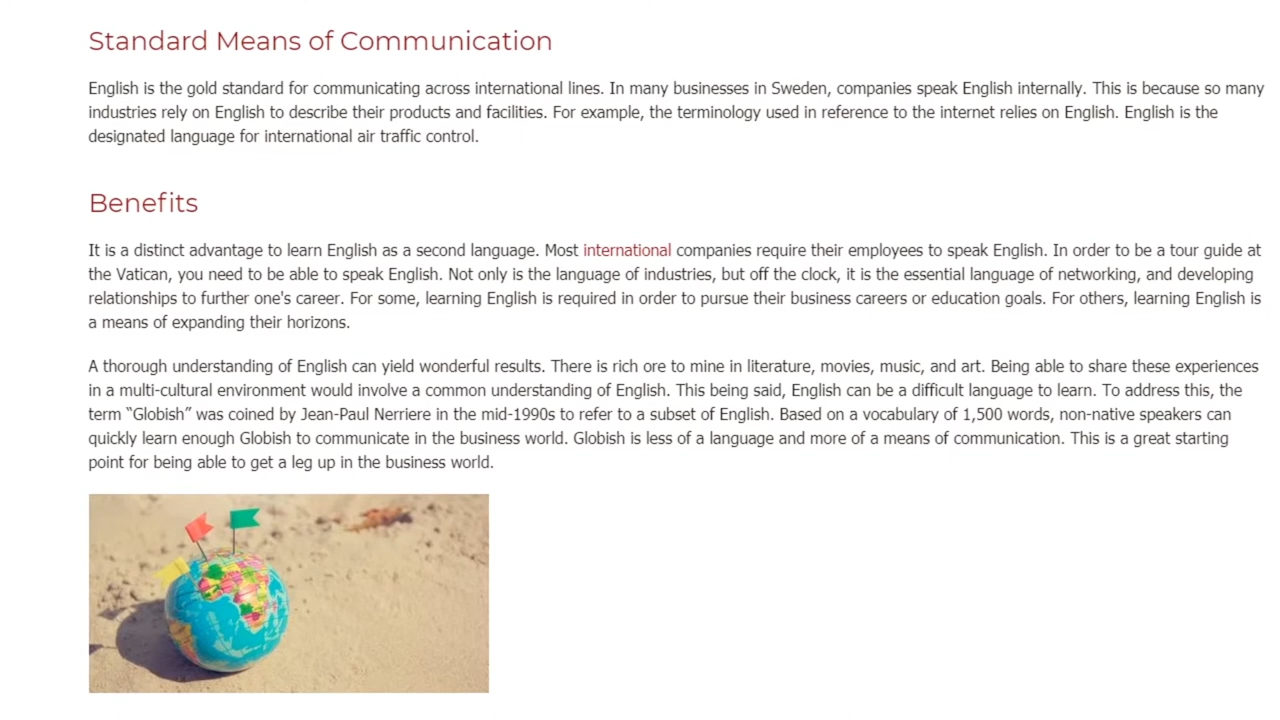 Standard Means of Communication
English is the gold standard for communicating across international lines. In many businesses in Sweden, companies speak English internally. This is because so many
industries rely on English to describe their products and facilities. For example, the terminology used in reference to the internet relies on English. English is the
designated language for international air traffic control.
Benefits
It is a distinct advantage to learn English as a second language. Most international companies require their employees to speak English. In order to be a tour guide at
the Vatican, you need to be able to speak English. Not only is the language of industries, but off the clock, it is the essential language of networking, and developing
relationships to further one's career. For some, learning English is required in order to pursue their business careers or education goals. For others, learning English is
a means of expanding their horizons.
A thorough understanding of English can yield wonderful results. There is rich ore to mine in literature, movies, music, and art. Being able to share these experiences
in a multi-cultural environment would involve a common understanding of English. This being said, English can be a difficult language to learn. To address this, the
term “Globish” was coined by Jean-Paul Nerriere in the mid-1990s to refer to a subset of English. Based on a vocabulary of 1,500 words, non-native speakers can
quickly learn enough Globish to communicate in the business world. Globish is less of a language and more of a means of communication. This is a great starting
point for being able to get a leg up in the business world.